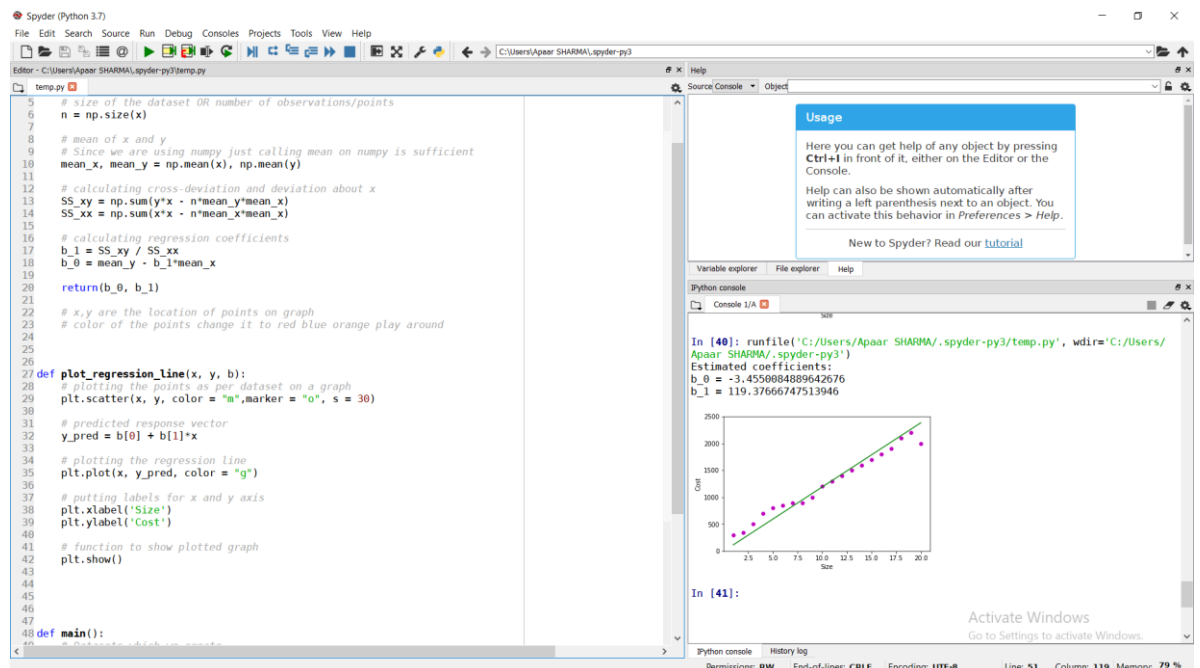 Spyder (Python 3.7)
File Edit Search Source Run Debug Consoles Projects Tools View Help
C:\Users\Apaar SHARMA\.spyder-py3
Editor - C:\Users\Apaar SHARMA\.spyder-py3\temp.py
temp.py
5 # size of the dataset OR number of observations/points
6 n = np.size(x)
7
8 # mean of x and y
9 # Since we are using numpy just calling mean on numpy is sufficient
10 mean_x, mean_y = np.mean(x), np.mean(y)
11
12 # calculating cross-deviation and deviation about x
13 SS_xy = np.sum(y*x - n*mean_y*mean_x)
14 SS_xx = np.sum(x*x - n*mean_x*mean_x)
15
16 # calculating regression coefficients
17 b_1 = SS_xy / SS_xx
18 b_0 = mean_y - b_1*mean_x
19
20 return(b_0, b_1)
21
22 # x,y are the location of points on graph
23 # color of the points change it to red blue orange play around
24
25
26
27 def plot_regression_line(x, y, b):
28 # plotting the points as per dataset on a graph
29 plt.scatter(x, y, color = "m",marker = "o", s = 30)
30
31 # predicted response vector
32 y_pred = b[0] + b[1]*x
33
34 # plotting the regression line
35 plt.plot(x, y_pred, color = "g")
36
37 # putting labels for x and y axis
38 plt.xlabel('Size')
39 plt.ylabel('Cost')
40
41 # function to show plotted graph
42 plt.show()
43
44
45
46
47
48 def main():
Help
Source Console Object
Usage
Here you can get help of any object by pressing
Ctrl+I in front of it, either on the Editor or the
Console.
Help can also be shown automatically after
writing a left parenthesis next to an object. You
can activate this behavior in Preferences > Help.
New to Spyder? Read our tutorial
Variable explorer File explorer Help
IPython console
Console 1/A
Size
In [40]: runfile('C:/Users/Apaar SHARMA/.spyder-py3/temp.py', wdir='C:/Users/
Apaar SHARMA/.spyder-py3')
Estimated coefficients:
b_0 = -3.4550084889642676
b_1 = 119.37666747513946
2500
2000
1500
1000
500
0
Cost
2.5 5.0 7.5 10.0 12.5 15.0 17.5 20.0
Size
In [41]:
Activate Windows
Go to Settings to activate Windows.
IPython console History log
Permissions: RW End-of-lines: CRLF Encoding: UTF-8 Line: 51 Column: 119 Memory: 79 %